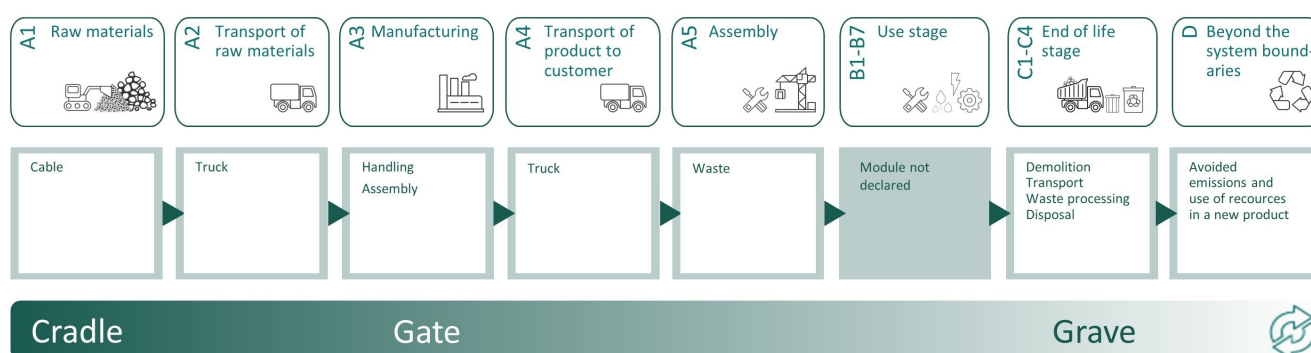 A1 Raw materials
A2 Transport of
raw materials
A3 Manufacturing
A4 Transport of
product to
customer
A5 Assembly
B1-B7 Use stage
C1-C4 End of life
stage
D Beyond the
system bound-
aries
Cable
Truck
Handling
Assembly
Truck
Waste
Module not
declared
Demolition
Transport
Waste processing
Disposal
Avoided
emissions and
use of recources
in a new product
Cradle
Gate
Grave